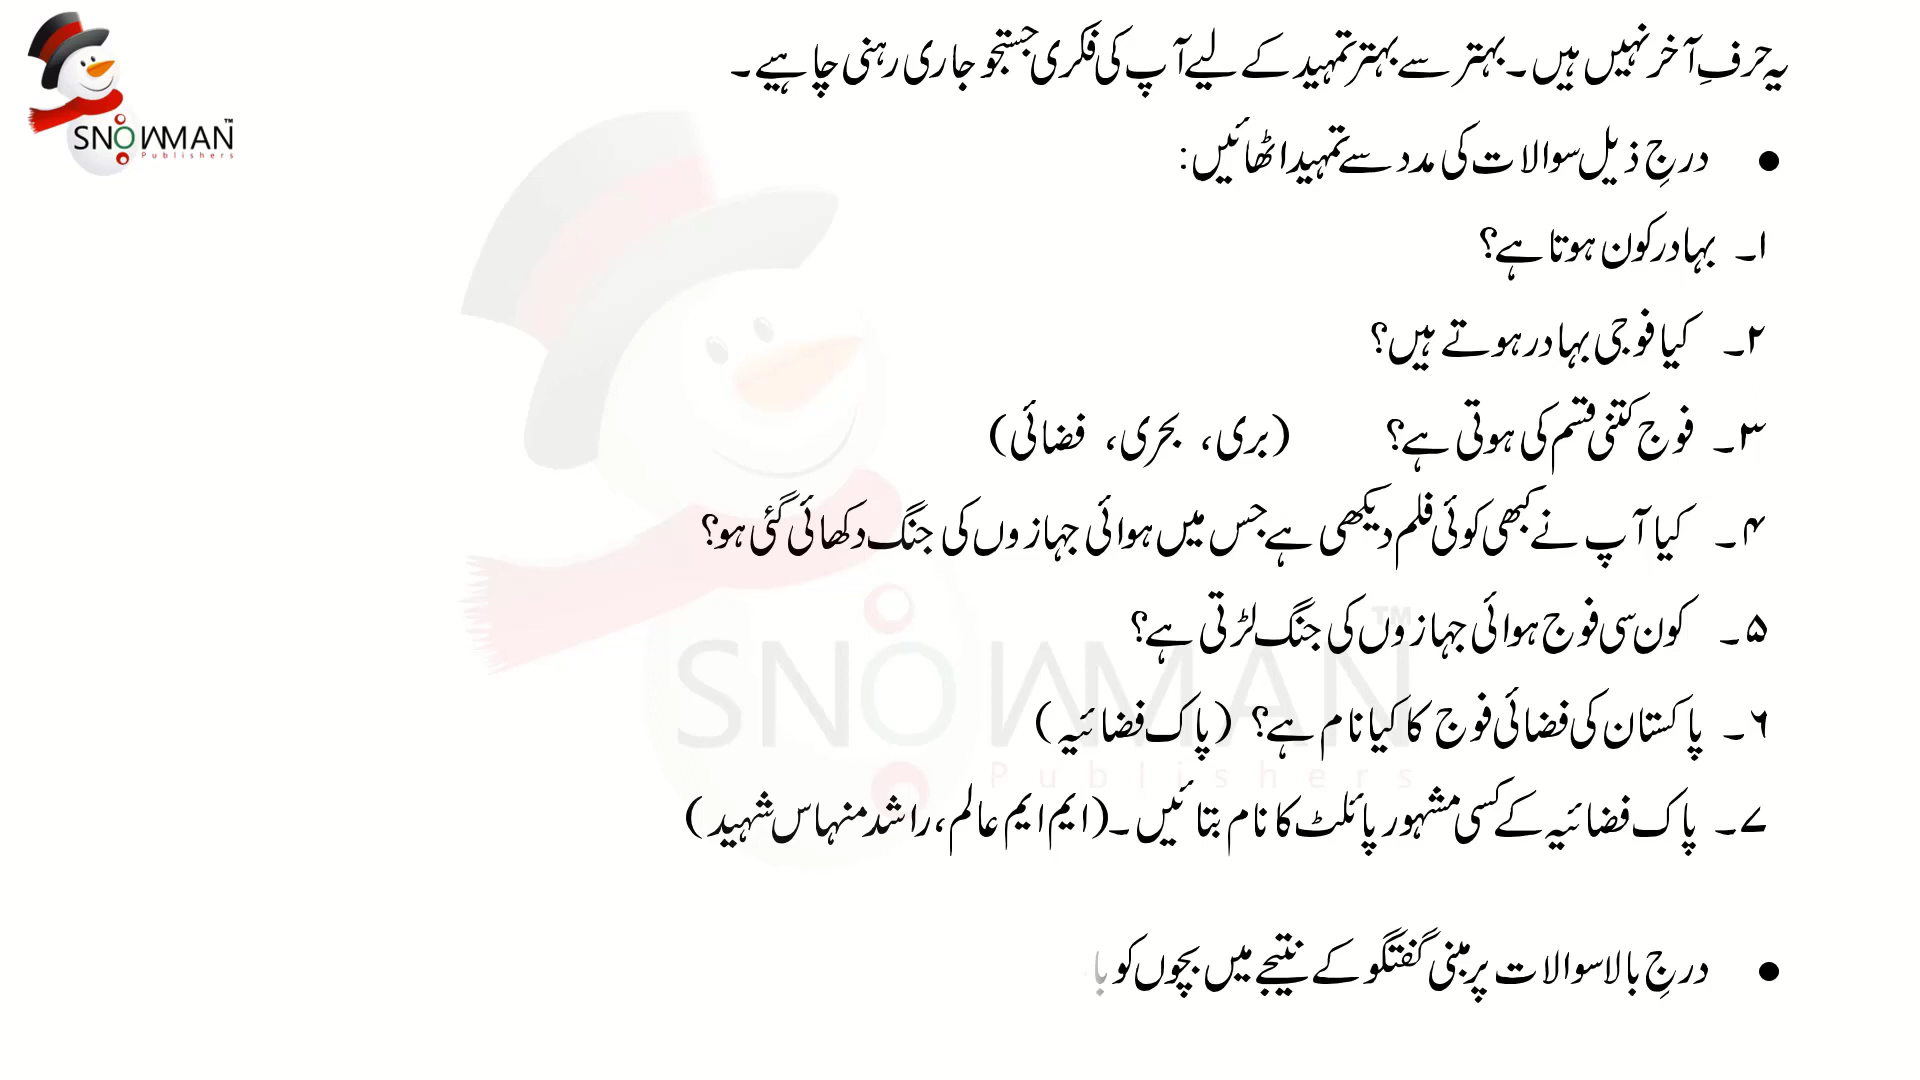 SNOWMAN™
Publishers
یہ حرفِ آخر نہیں ہیں۔ بہتر سے بہتر تمہید کے لیے آپ کی فکری جستجو جاری رہنی چاہیے۔
● درجِ ذیل سوالات کی مدد سے تمہید اٹھائیں:
۱۔ بہادر کون ہوتا ہے؟
۲۔ کیا فوجی بہادر ہوتے ہیں؟
۳۔ فوج کتنی قسم کی ہوتی ہے؟ (بری، بحری، فضائی)
۴۔ کیا آپ نے کبھی کوئی فلم دیکھی ہے جس میں ہوائی جہازوں کی جنگ دکھائی گئی ہو؟
۵۔ کون سی فوج ہوائی جہازوں کی جنگ لڑتی ہے؟
۶۔ پاکستان کی فضائی فوج کا کیا نام ہے؟ (پاک فضائیہ)
۷۔ پاک فضائیہ کے کسی مشہور پائلٹ کا نام بتائیں۔ (ایم ایم عالم، راشد منہاس شہید)
● درجِ بالا سوالات پر مبنی گفتگو کے نتیجے میں بچوں کو
SNOWMAN™
Publishers